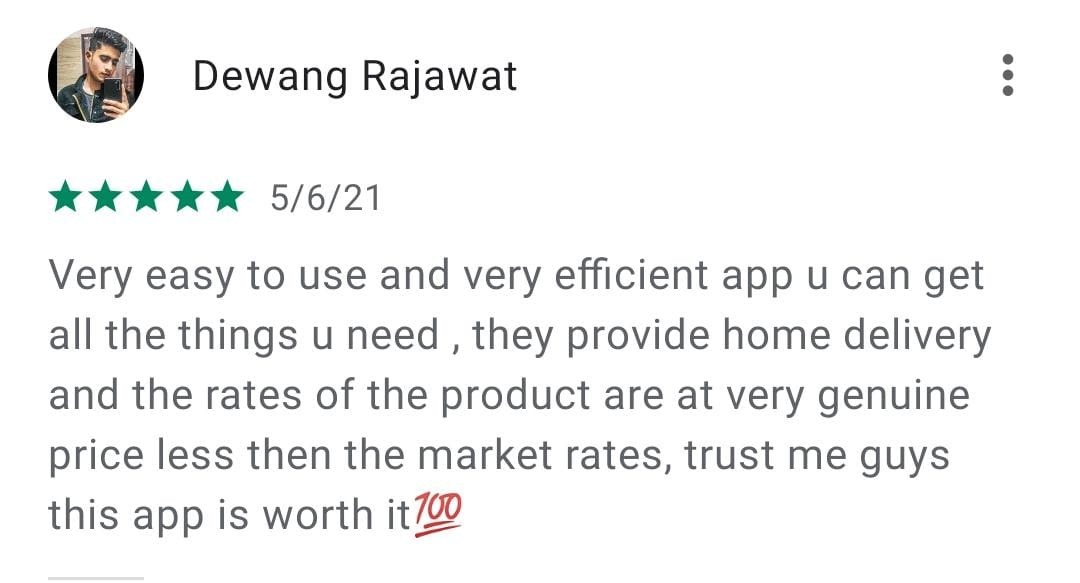 Dewang Rajawat
5/6/21
Very easy to use and very efficient app u can get
all the things u need , they provide home delivery
and the rates of the product are at very genuine
price less then the market rates, trust me guys
this app is worth it💯